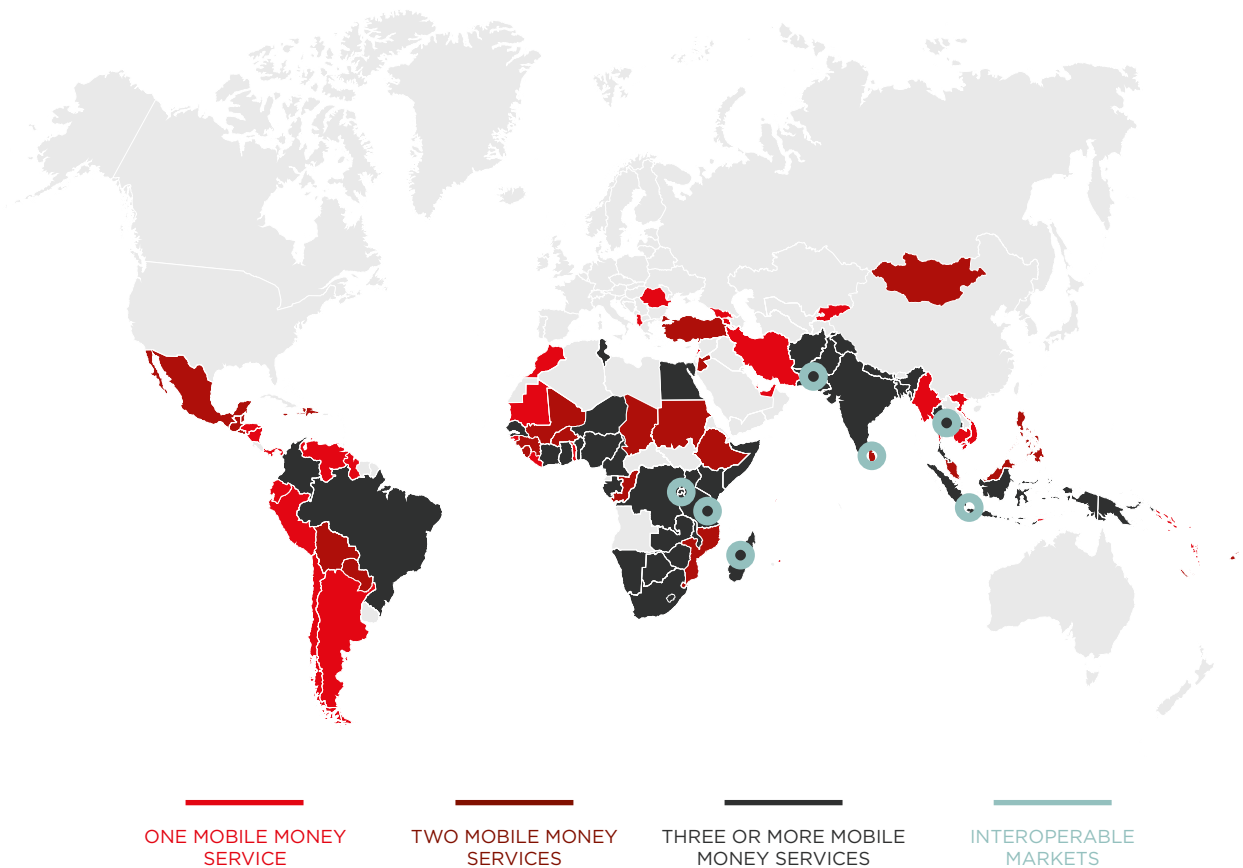 ONE MOBILE MONEY
SERVICE
TWO MOBILE MONEY
SERVICES
THREE OR MORE MOBILE
MONEY SERVICES
INTEROPERABLE
MARKETS